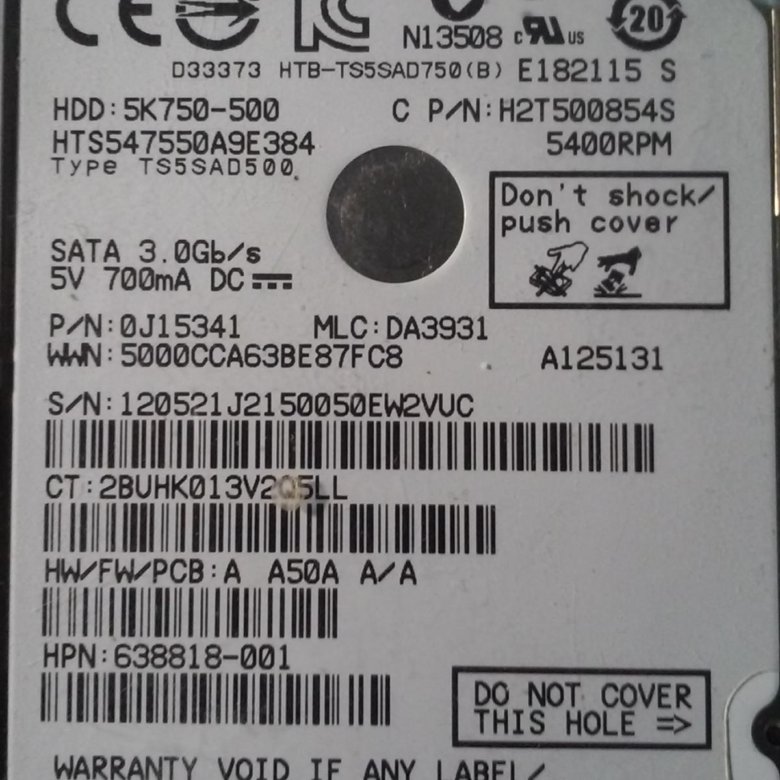 N13508 c US 20
D33373 HTB-TS5SAD750(B) E182115 S
HDD:5K750-500 C P/N:H2T500854S
HTS547550A9E384 5400RPM
Type TS5SAD500
Don't shock/
push cover
SATA 3.0Gb/s
5V 700mA DC
P/N:0J15341 MLC:DA3931
WWN:5000CCA63BE87FC8 A125131
S/N:120521J2150050EW2VUC
CT:2BUHK013V2Q5LL
HW/FW/PCB:A A50A A/A
HPN:638818-001
DO NOT COVER
THIS HOLE =>
WARRANTY VOID IF ANY LABEL/